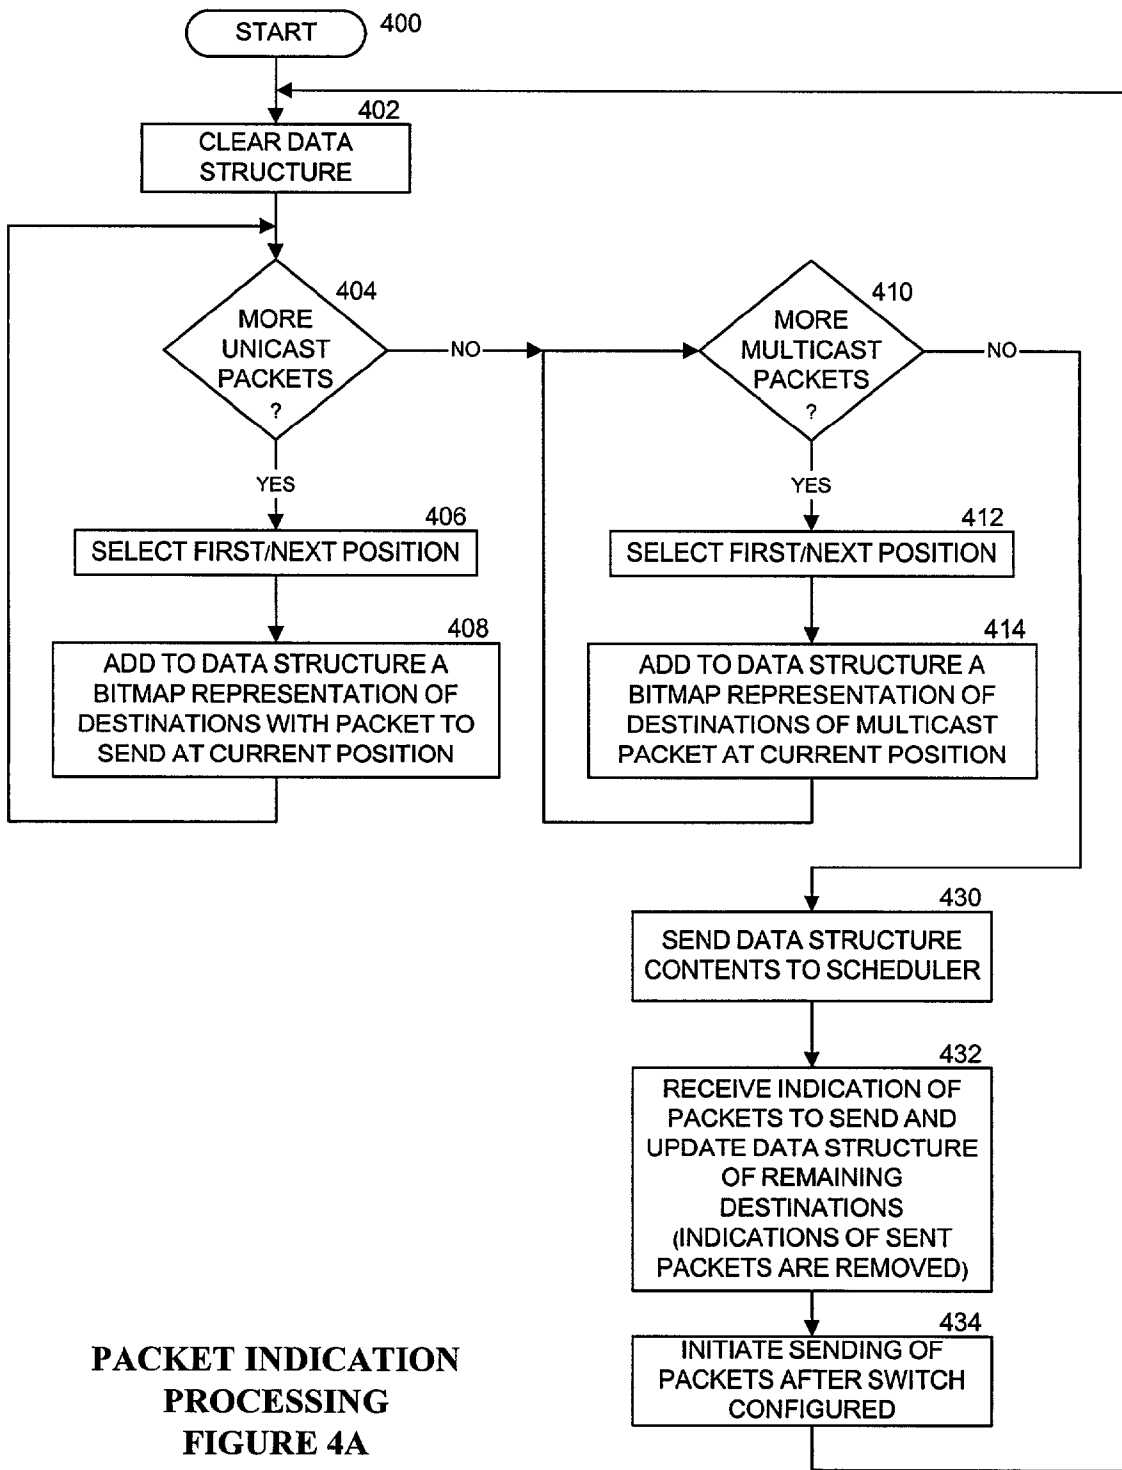 START
400
402
CLEAR DATA
STRUCTURE
404
MORE
UNICAST
PACKETS
?
NO
YES
406
SELECT FIRST/NEXT POSITION
408
ADD TO DATA STRUCTURE A
BITMAP REPRESENTATION OF
DESTINATIONS WITH PACKET TO
SEND AT CURRENT POSITION
410
MORE
MULTICAST
PACKETS
?
NO
YES
412
SELECT FIRST/NEXT POSITION
414
ADD TO DATA STRUCTURE A
BITMAP REPRESENTATION OF
DESTINATIONS OF MULTICAST
PACKET AT CURRENT POSITION
430
SEND DATA STRUCTURE
CONTENTS TO SCHEDULER
432
RECEIVE INDICATION OF
PACKETS TO SEND AND
UPDATE DATA STRUCTURE
OF REMAINING
DESTINATIONS
(INDICATIONS OF SENT
PACKETS ARE REMOVED)
434
INITIATE SENDING OF
PACKETS AFTER SWITCH
CONFIGURED
PACKET INDICATION
PROCESSING
FIGURE 4A